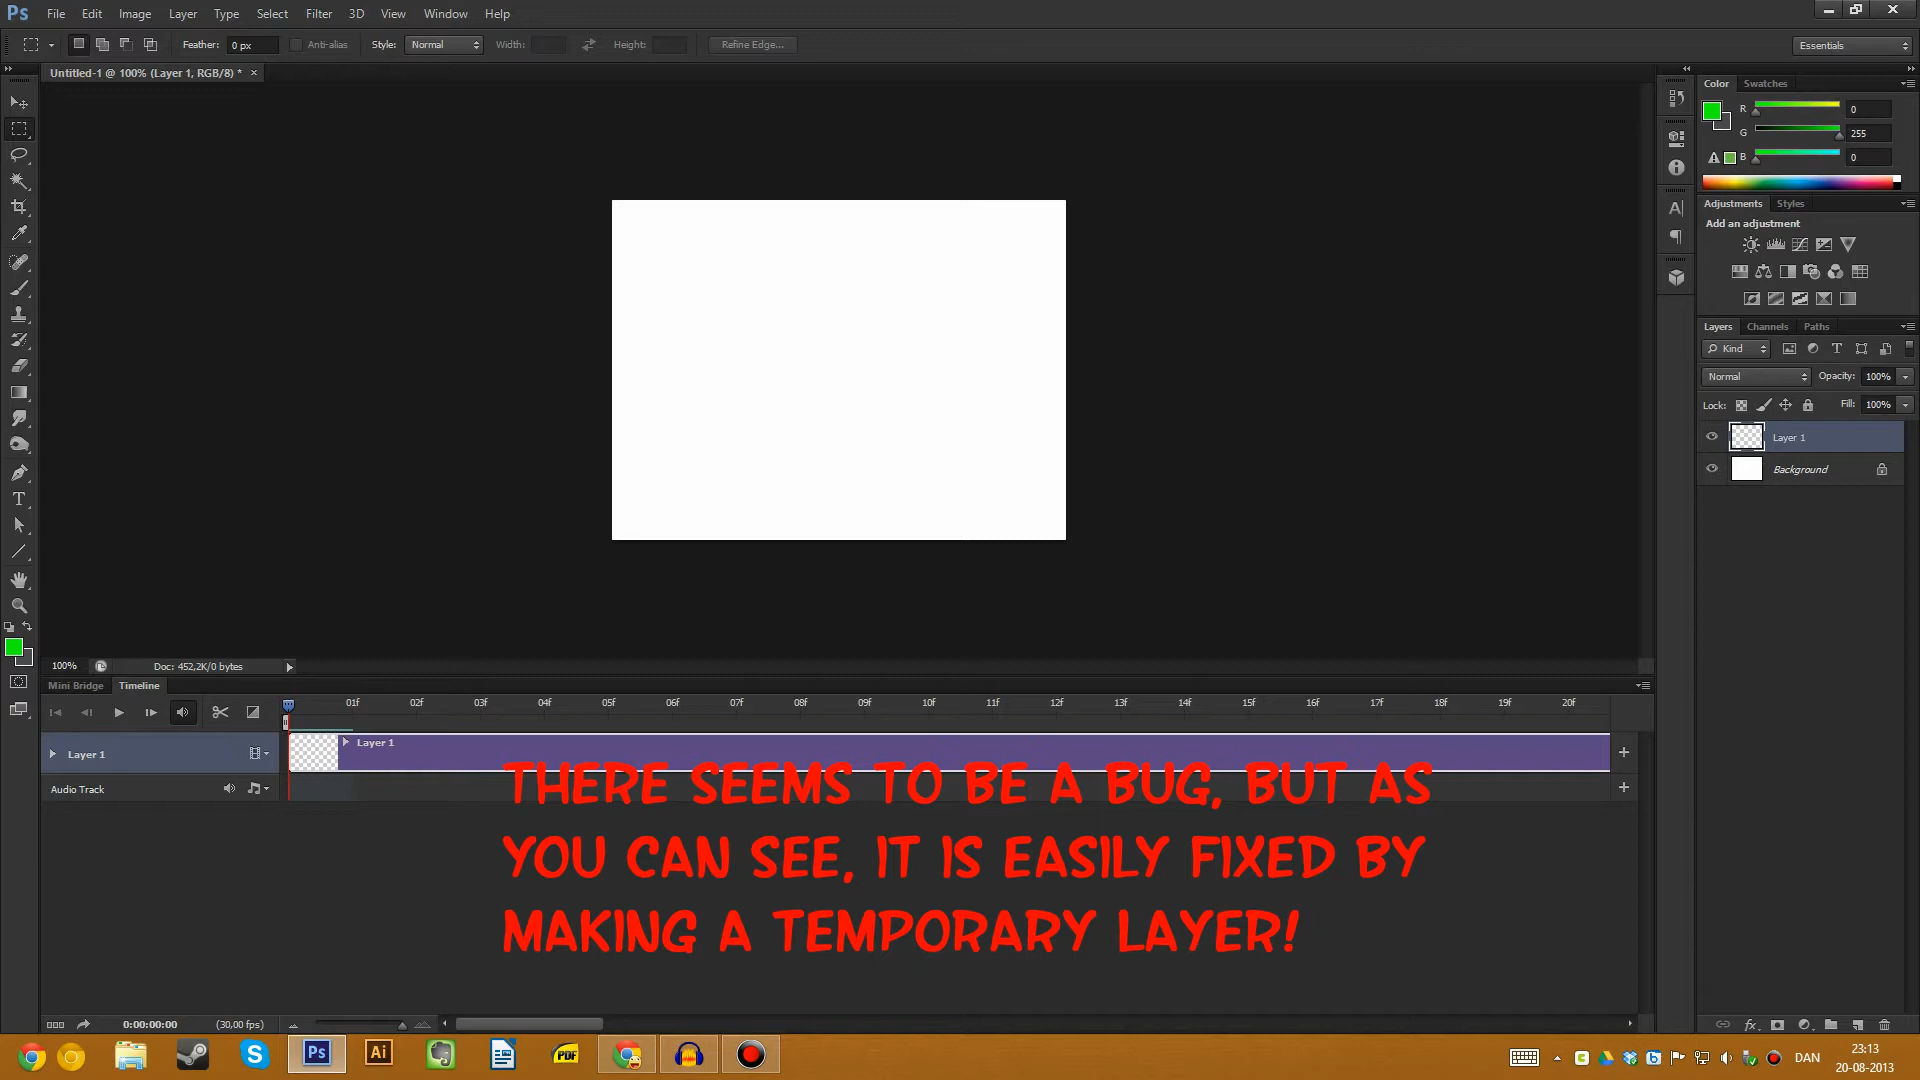 Ps File Edit Image Layer Type Select Filter 3D View Window Help
Feather: 0 px Anti-alias Style: Normal Width: Height: Refine Edge... Essentials
Untitled-1 @ 100% (Layer 1, RGB/8) * ×
Color Swatches
R 0
G 255
B 0
Adjustments Styles
Add an adjustment
Layers Channels Paths
Kind
Normal Opacity: 100%
Lock: Fill: 100%
Layer 1
Background
100% Doc: 452,2K/0 bytes
Mini Bridge Timeline
01f 02f 03f 04f 05f 06f 07f 08f 09f 10f 11f 12f 13f 14f 15f 16f 17f 18f 19f 20f
Layer 1 Layer 1
Audio Track
THERE SEEMS TO BE A BUG, BUT AS
YOU CAN SEE, IT IS EASILY FIXED BY
MAKING A TEMPORARY LAYER!
0:00:00:00 (30,00 fps)
Ps Ai PDF DAN 23:13
20-08-2013